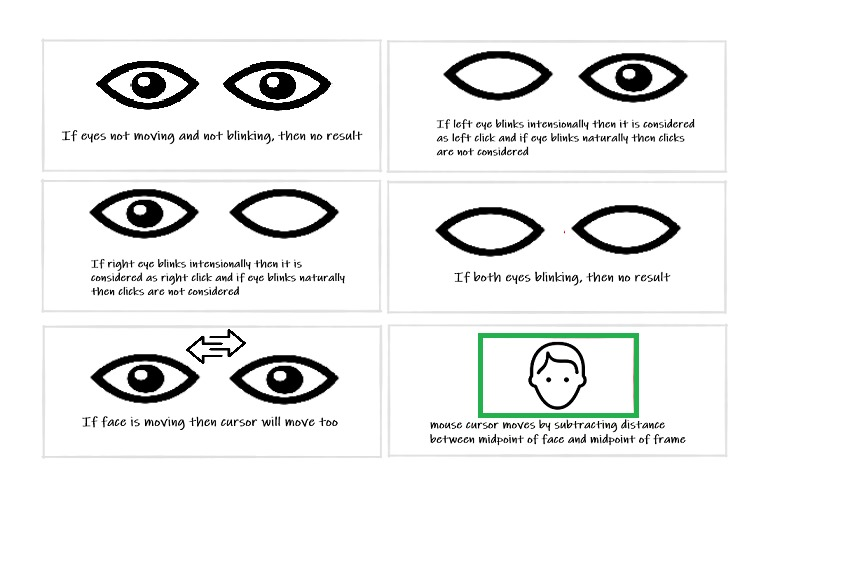 If eyes not moving and not blinking, then no result
If left eye blinks intensionally then it is considered
as left click and if eye blinks naturally then clicks
are not considered
If right eye blinks intensionally then it is
considered as right click and if eye blinks naturally
then clicks are not considered
If both eyes blinking, then no result
If face is moving then cursor will move too
mouse cursor moves by subtracting distance
between midpoint of face and midpoint of frame